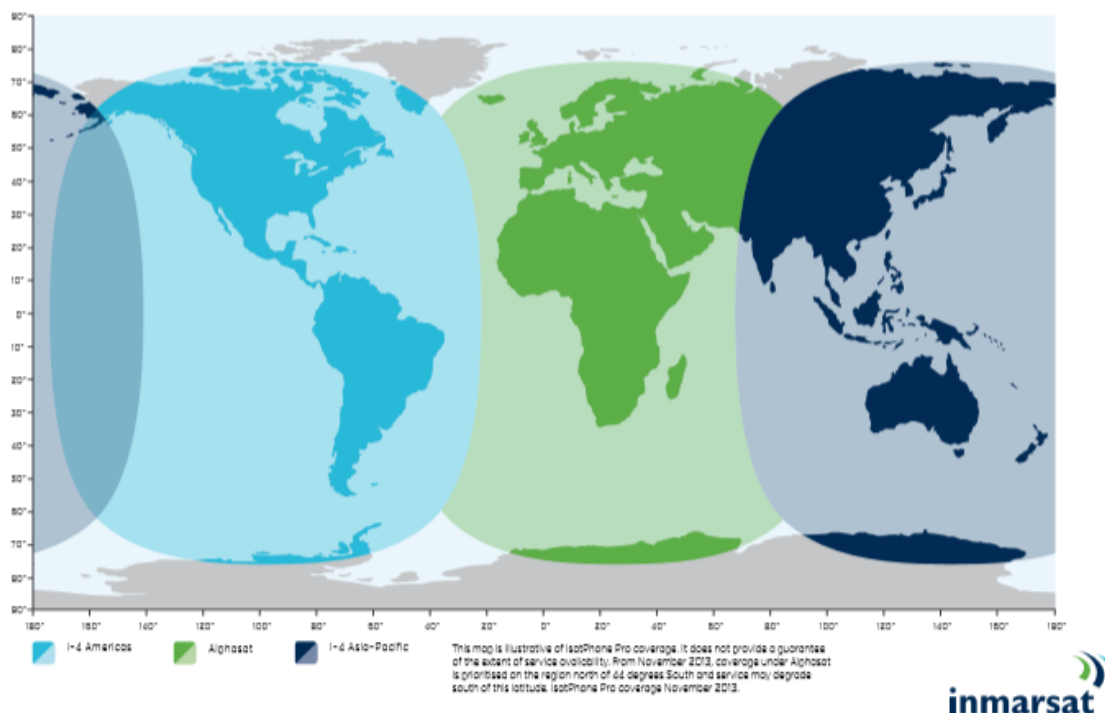 90°
80°
70°
60°
50°
40°
30°
20°
10°
0°
10°
20°
30°
40°
50°
60°
70°
80°
90°
180° 160° 140° 120° 100° 80° 60° 40° 20° 0° 20° 40° 60° 80° 100° 120° 140° 160° 180°
I-4 Americas Alphasat I-4 Asia-Pacific
This map is illustrative of IsatPhone Pro coverage. It does not provide a guarantee
of the extent of service availability. From November 2013, coverage under Alphasat
is prioritised on the region north of 44 degrees South and service may degrade
south of this latitude. IsatPhone Pro coverage November 2013.
inmarsat